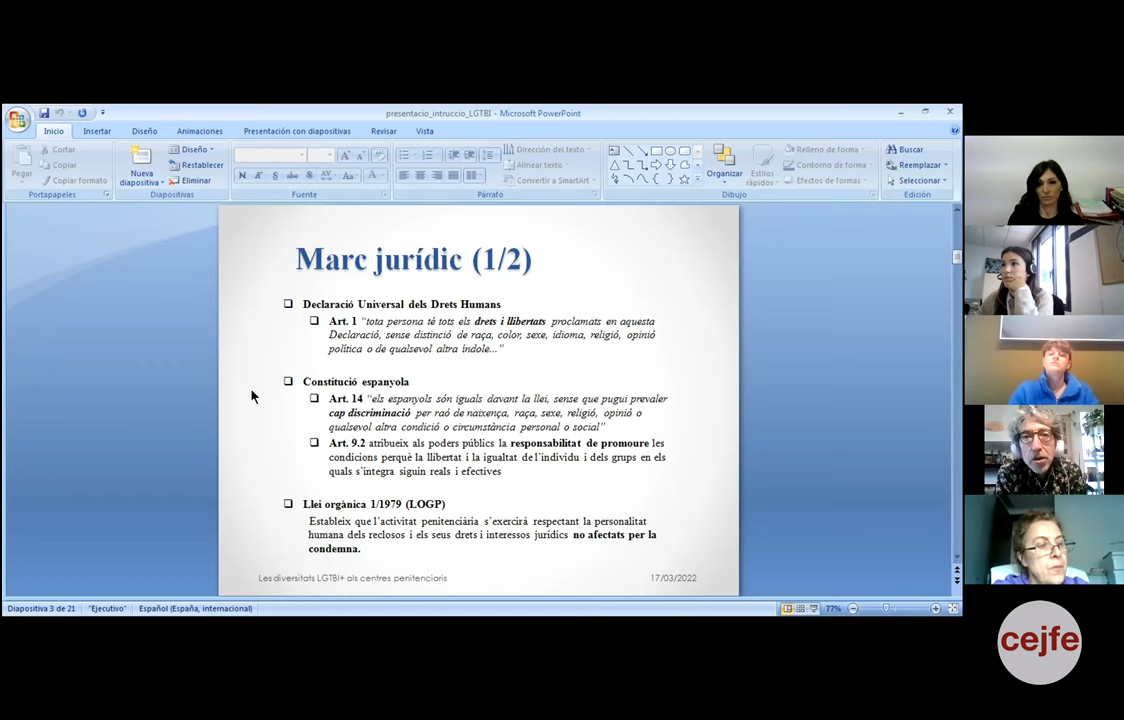 presentacio_intruccio_LGTBI - Microsoft PowerPoint
Inicio
Insertar
Diseño
Animaciones
Presentación con diapositivas
Revisar
Vista
Pegar
Cortar
Copiar
Copiar formato
Portapapeles
Nueva
diapositiva
Diseño
Restablecer
Eliminar
Diapositivas
N K S abc S AV Aa A
Fuente
Dirección del texto
Alinear texto
Convertir a SmartArt
Párrafo
Organizar
Estilos
rápidos
Relleno de forma
Contorno de forma
Efectos de formas
Dibujo
Buscar
Reemplazar
Seleccionar
Edición
Marc jurídic (1/2)
Declaració Universal dels Drets Humans
Art. 1 “tota persona té tots els drets i llibertats proclamats en aquesta
Declaració, sense distinció de raça, color, sexe, idioma, religió, opinió
política o de qualsevol altra índole...”
Constitució espanyola
Art. 14 “els espanyols són iguals davant la llei, sense que pugui prevaler
cap discriminació per raó de naixença, raça, sexe, religió, opinió o
qualsevol altra condició o circumstància personal o social”
Art. 9.2 atribueix als poders públics la responsabilitat de promoure les
condicions perquè la llibertat i la igualtat de l’individu i dels grups en els
quals s’integra siguin reals i efectives
Llei orgànica 1/1979 (LOGP)
Estableix que l’activitat penitenciària s’exercirà respectant la personalitat
humana dels reclosos i els seus drets i interessos jurídics no afectats per la
condemna.
Les diversitats LGTBI+ als centres penitenciaris
17/03/2022
Diapositiva 3 de 21
"Ejecutivo"
Español (España, internacional)
77%
cejfe